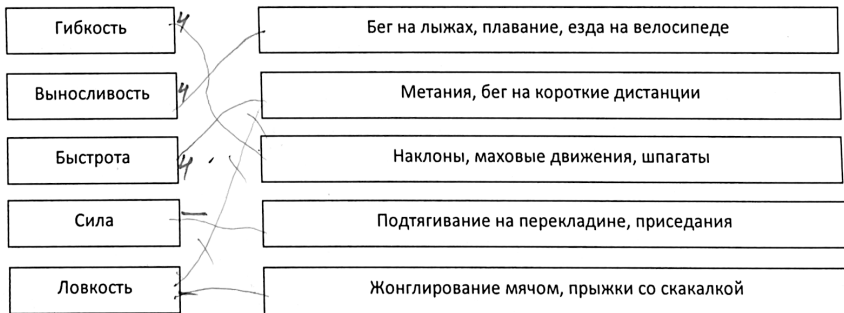 Гибкость Ч Бег на лыжах, плавание, езда на велосипеде
Выносливость Ч Метания, бег на короткие дистанции
Быстрота Ч Наклоны, маховые движения, шпагаты
Сила – Подтягивание на перекладине, приседания
Ловкость – Жонглирование мячом, прыжки со скакалкой